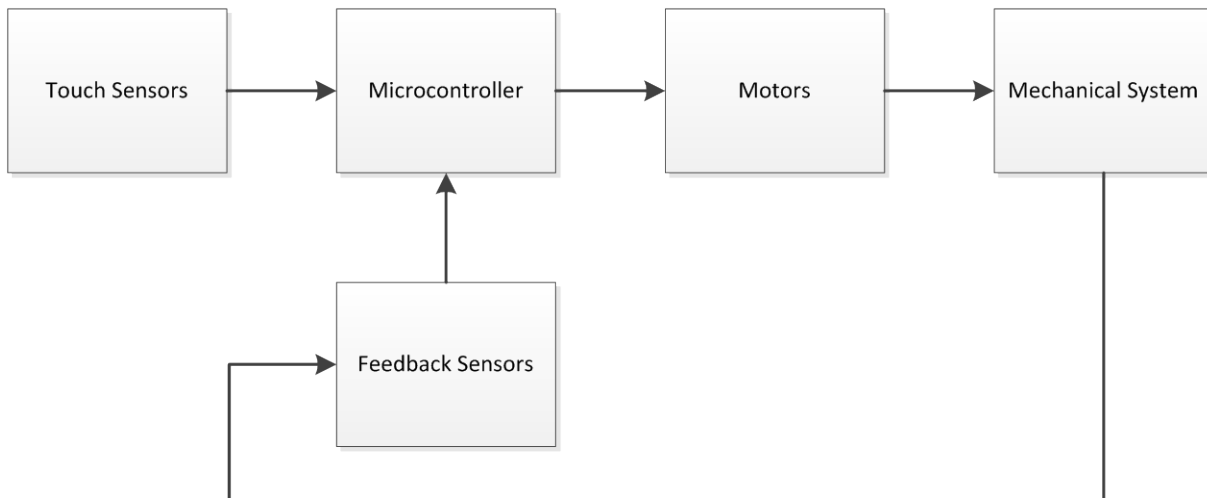 Touch Sensors
Microcontroller
Motors
Mechanical System
Feedback Sensors